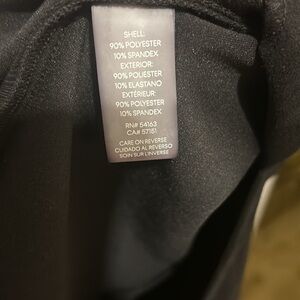 SHELL:
90% POLYESTER
10% SPANDEX
EXTERIOR:
90% POLIESTER
10% ELASTANO
EXTÉRIEUR:
90% POLYESTER
10% SPANDEX
RN# 54163
CA# 57151
CARE ON REVERSE
CUIDADO AL REVERSO
SOIN SUR L'INVERSE